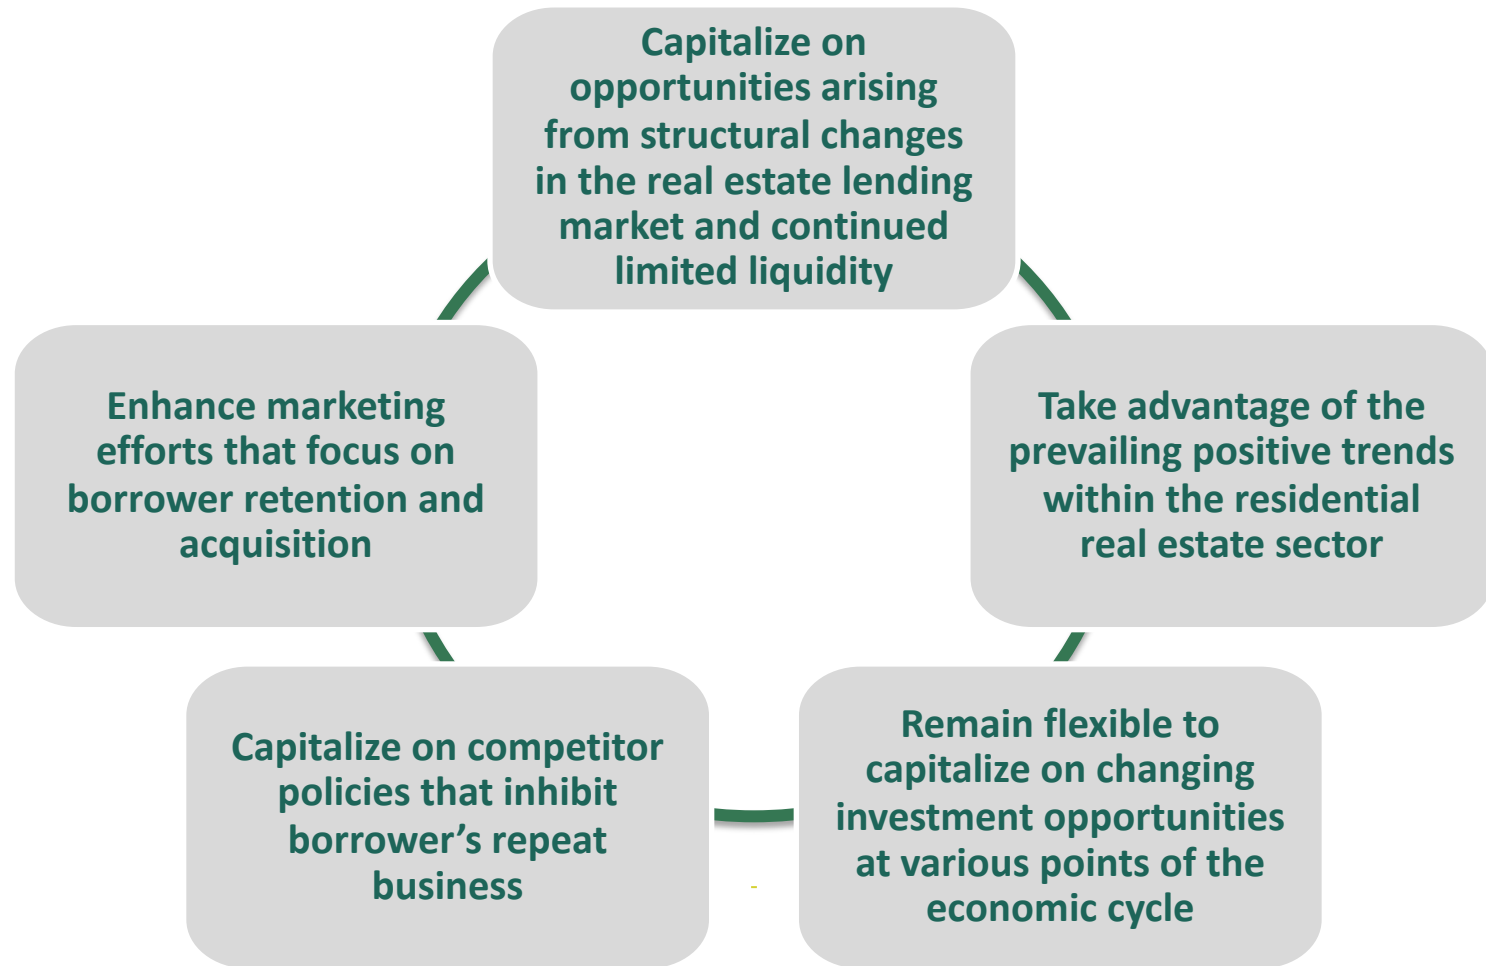 Capitalize on
opportunities arising
from structural changes
in the real estate lending
market and continued
limited liquidity
Take advantage of the
prevailing positive trends
within the residential
real estate sector
Remain flexible to
capitalize on changing
investment opportunities
at various points of the
economic cycle
Capitalize on competitor
policies that inhibit
borrower’s repeat
business
Enhance marketing
efforts that focus on
borrower retention and
acquisition